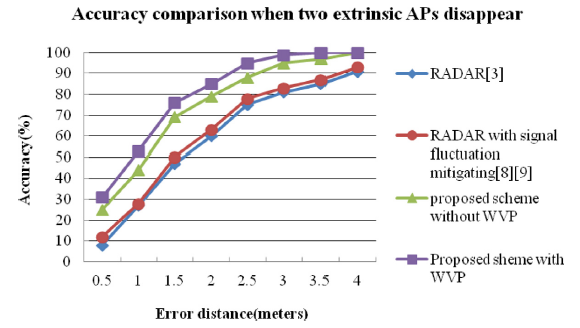 Accuracy comparison when two extrinsic APs disappear
Accuracy(%)
100
90
80
70
60
50
40
30
20
10
0
0.5 1 1.5 2 2.5 3 3.5 4
Error distance(meters)
RADAR[3]
RADAR with signal
fluctuation
mitigating[8][9]
proposed scheme
without WVP
Proposed sheme with
WVP